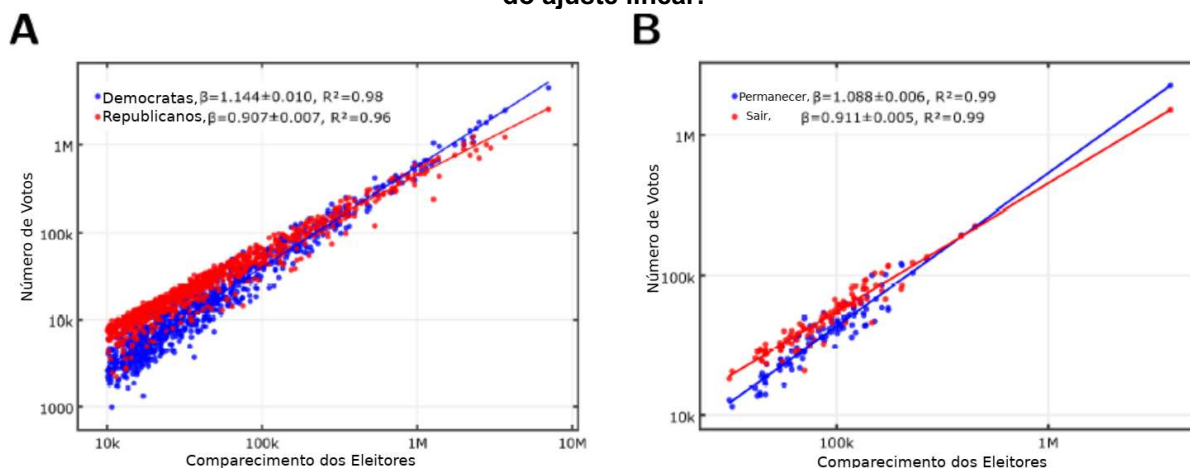 do ajuste linear:
A
Democratas, β=1.144±0.010, R²=0.98
Republicanos, β=0.907±0.007, R²=0.96
Número de Votos
1M
100k
10k
1000
10k
100k
1M
10M
Comparecimento dos Eleitores
B
Permanecer, β=1.088±0.006, R²=0.99
Sair, β=0.911±0.005, R²=0.99
Número de Votos
1M
100k
10k
100k
1M
Comparecimento dos Eleitores